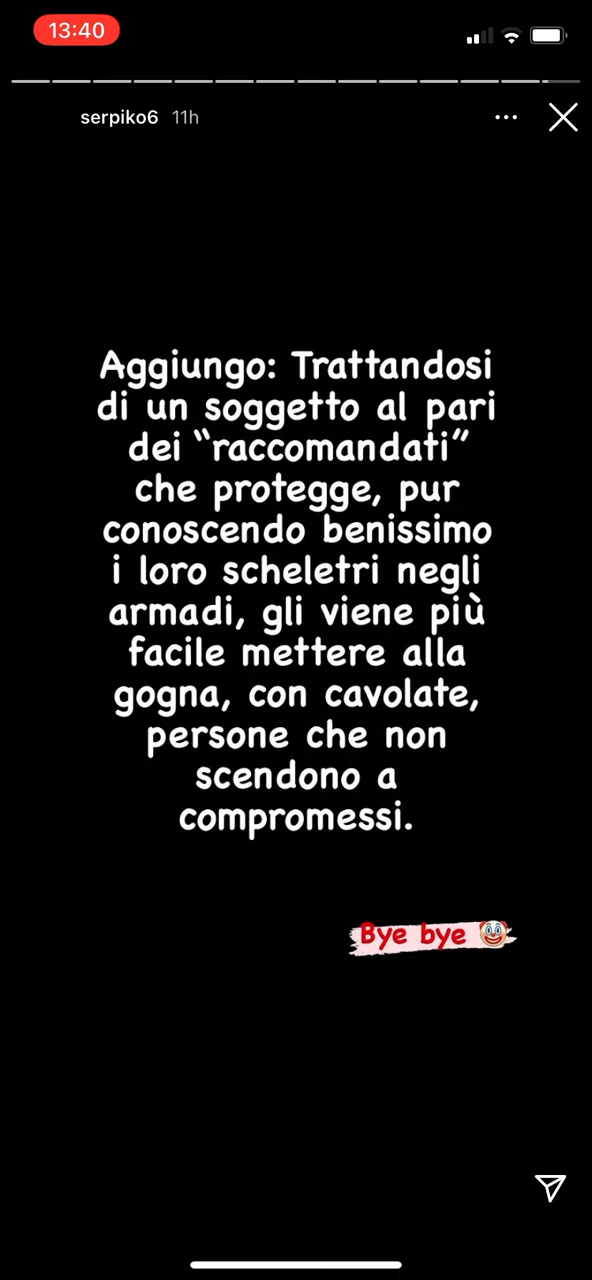 13:40
serpiko6 11h
Aggiungo: Trattandosi
di un soggetto al pari
dei “raccomandati”
che protegge, pur
conoscendo benissimo
i loro scheletri negli
armadi, gli viene più
facile mettere alla
gogna, con cavolate,
persone che non
scendono a
compromessi.
Bye bye 🤡